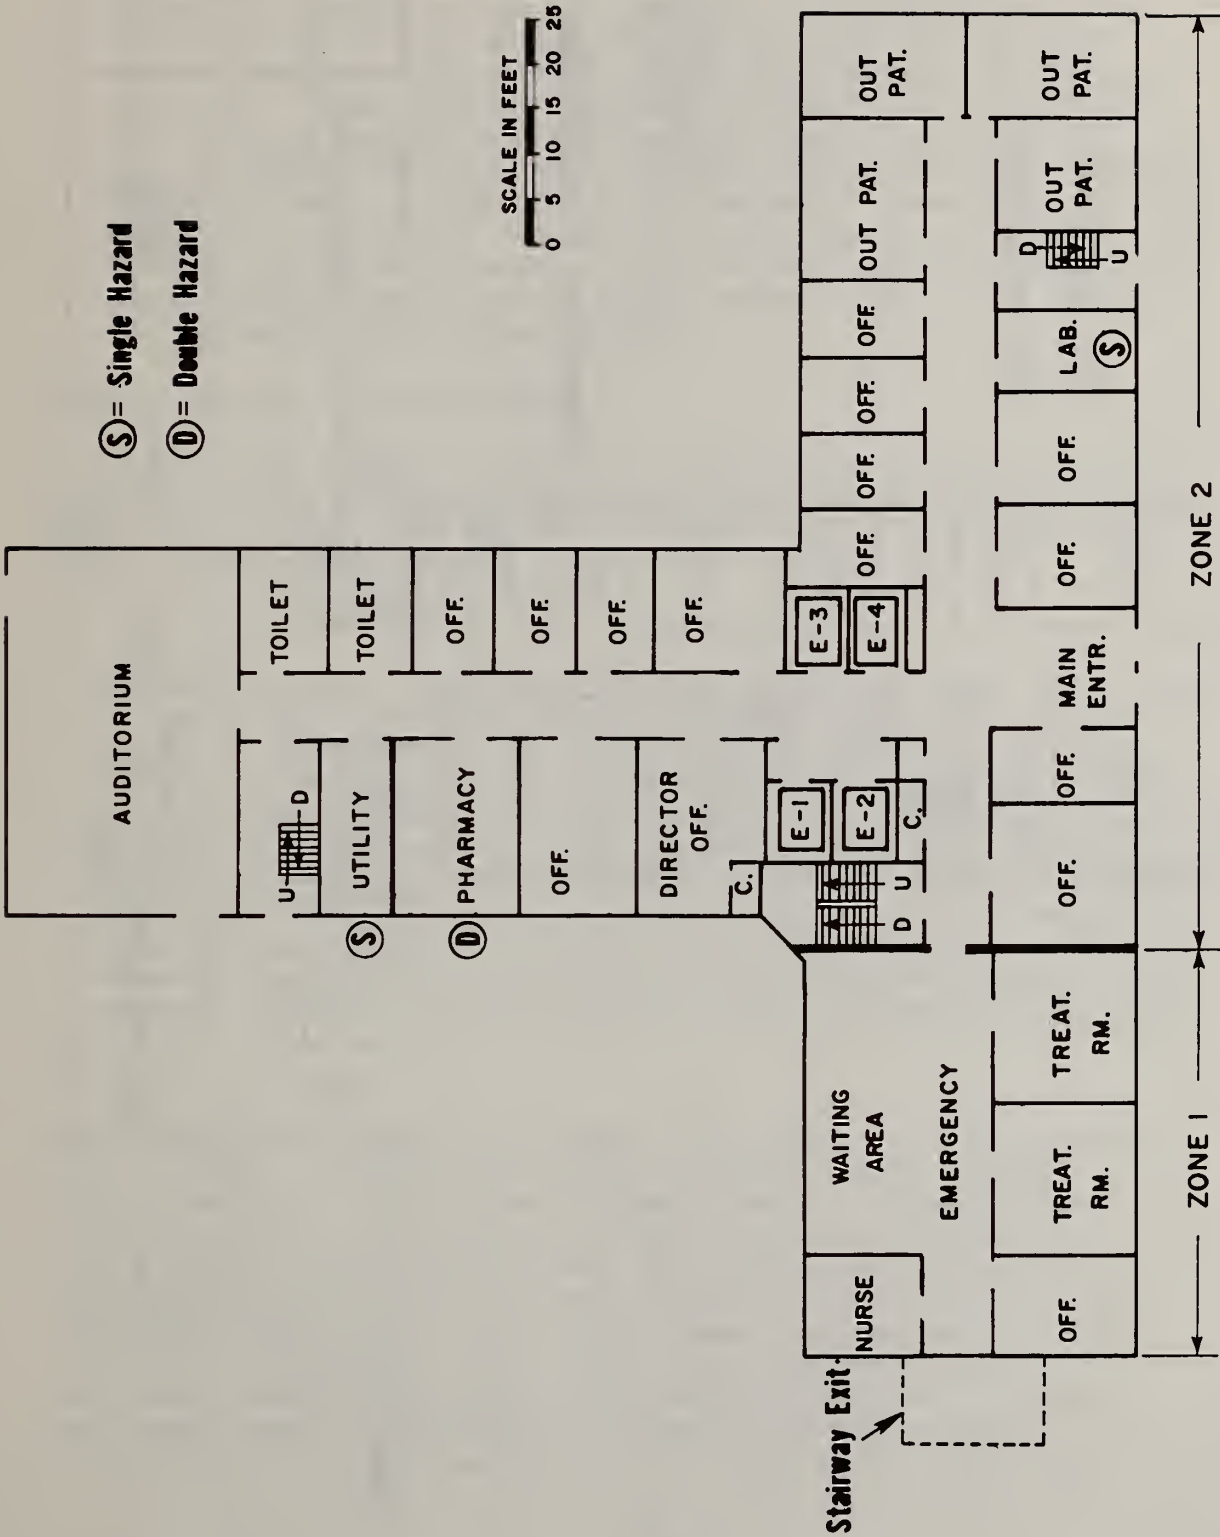 (S) = Single Hazard
(D) = Double Hazard
SCALE IN FEET
0 5 10 15 20 25
AUDITORIUM
TOILET
TOILET
OFF.
OFF.
OFF.
OFF.
U
D
UTILITY
(S)
PHARMACY
(D)
OFF.
DIRECTOR
OFF.
C.
E-1
E-2
C.
D
U
E-3
E-4
OFF.
OFF.
OFF.
OFF.
OUT PAT.
OUT
PAT.
OUT
PAT.
OUT
PAT.
D
U
LAB.
(S)
OFF.
OFF.
MAIN
ENTR.
OFF.
OFF.
WAITING
AREA
EMERGENCY
TREAT.
RM.
TREAT.
RM.
NURSE
OFF.
Stairway Exit
ZONE 1
ZONE 2